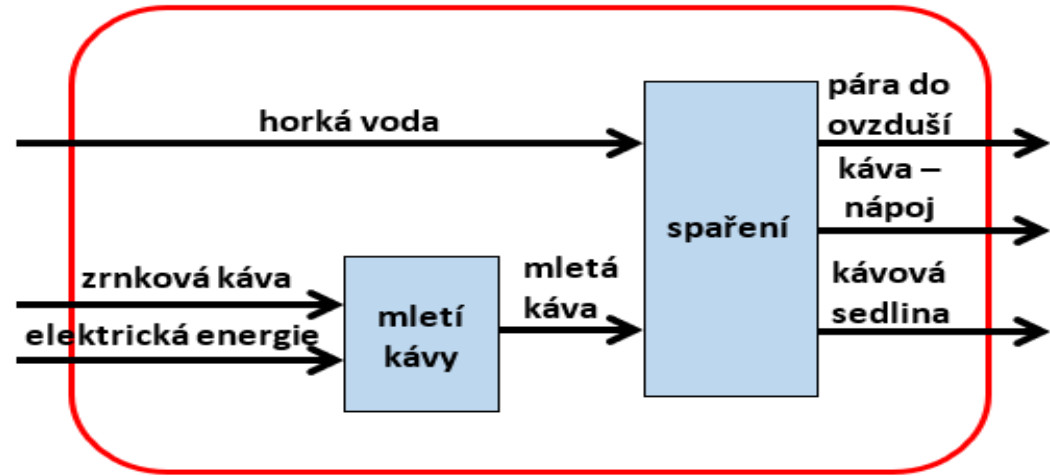 horká voda
pára do
ovzduší
káva –
nápoj
spaření
zrnková káva
elektrická energie
mletí
kávy
mletá
káva
kávová
sedlina